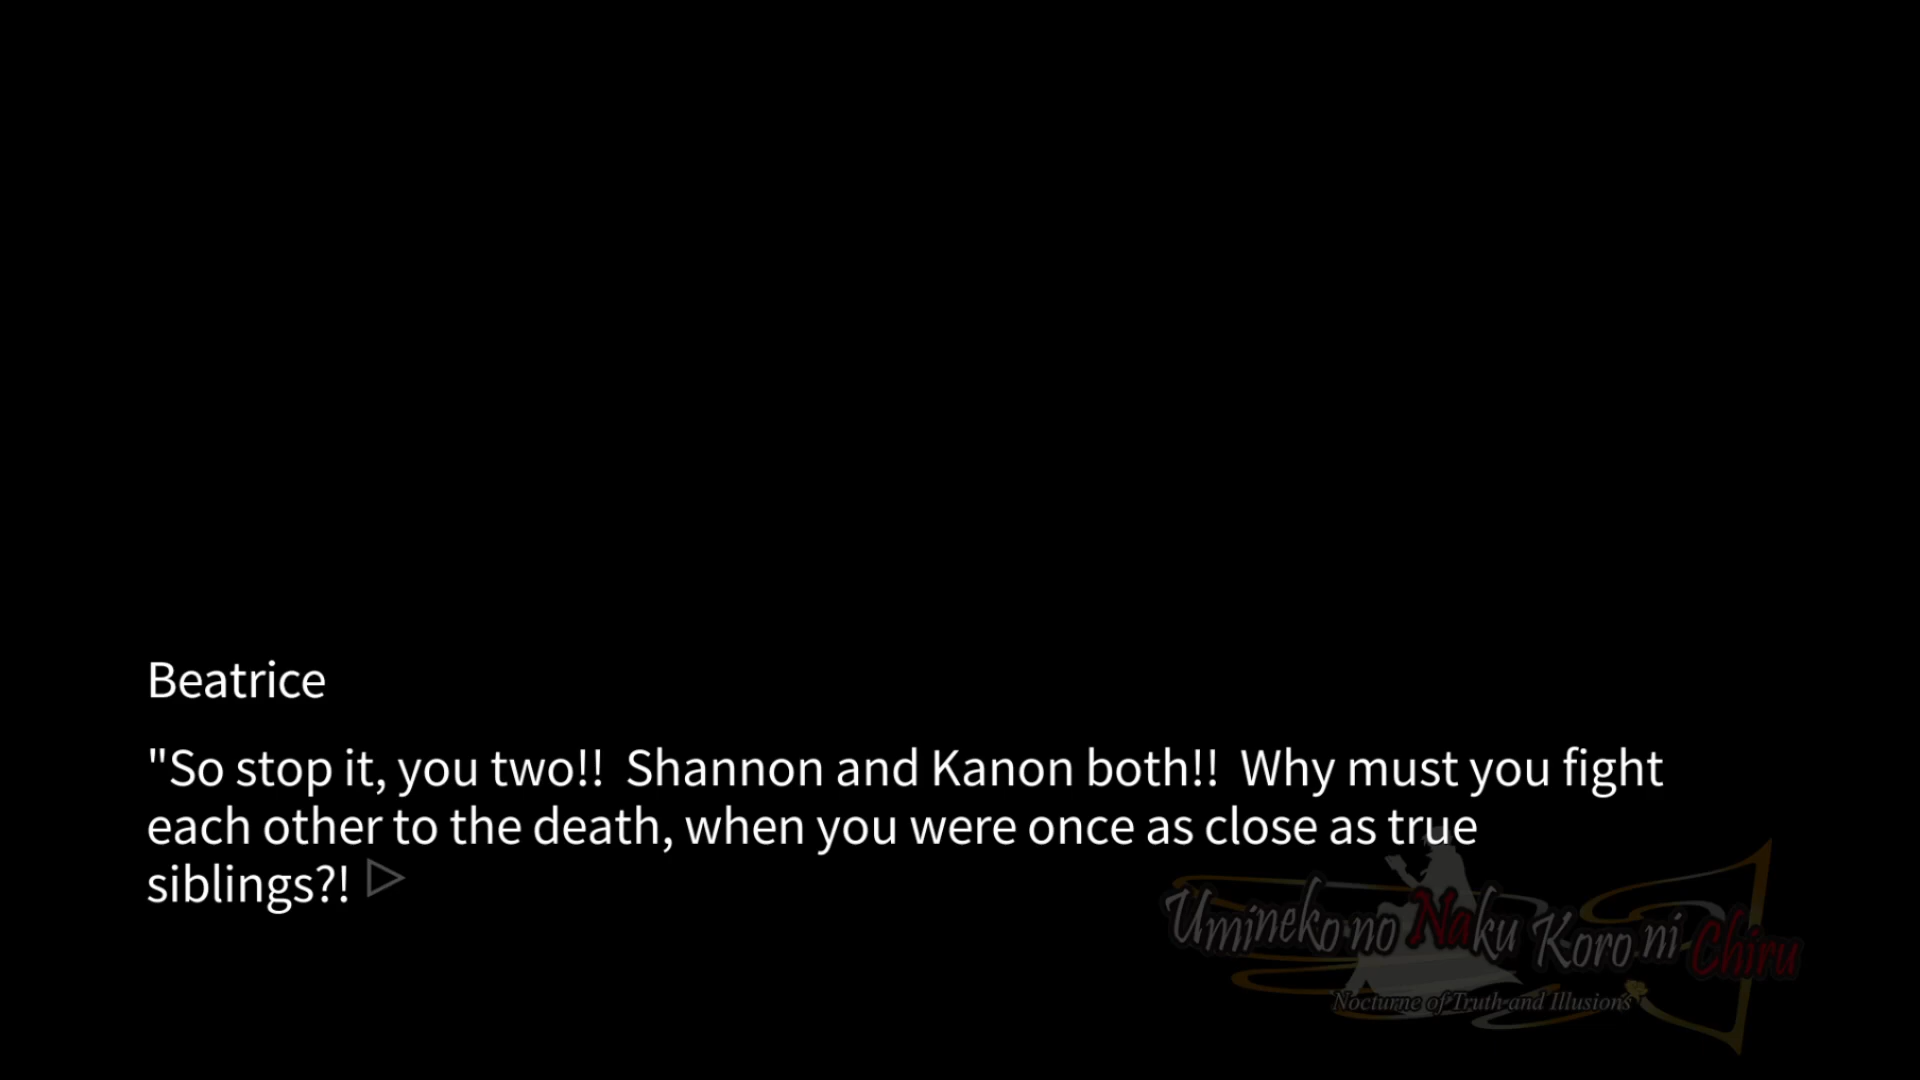 Beatrice
"So stop it, you two!!  Shannon and Kanon both!!  Why must you fight
each other to the death, when you were once as close as true
siblings?!
Umineko no Naku Koro ni Chiru
Nocturne of Truth and Illusions